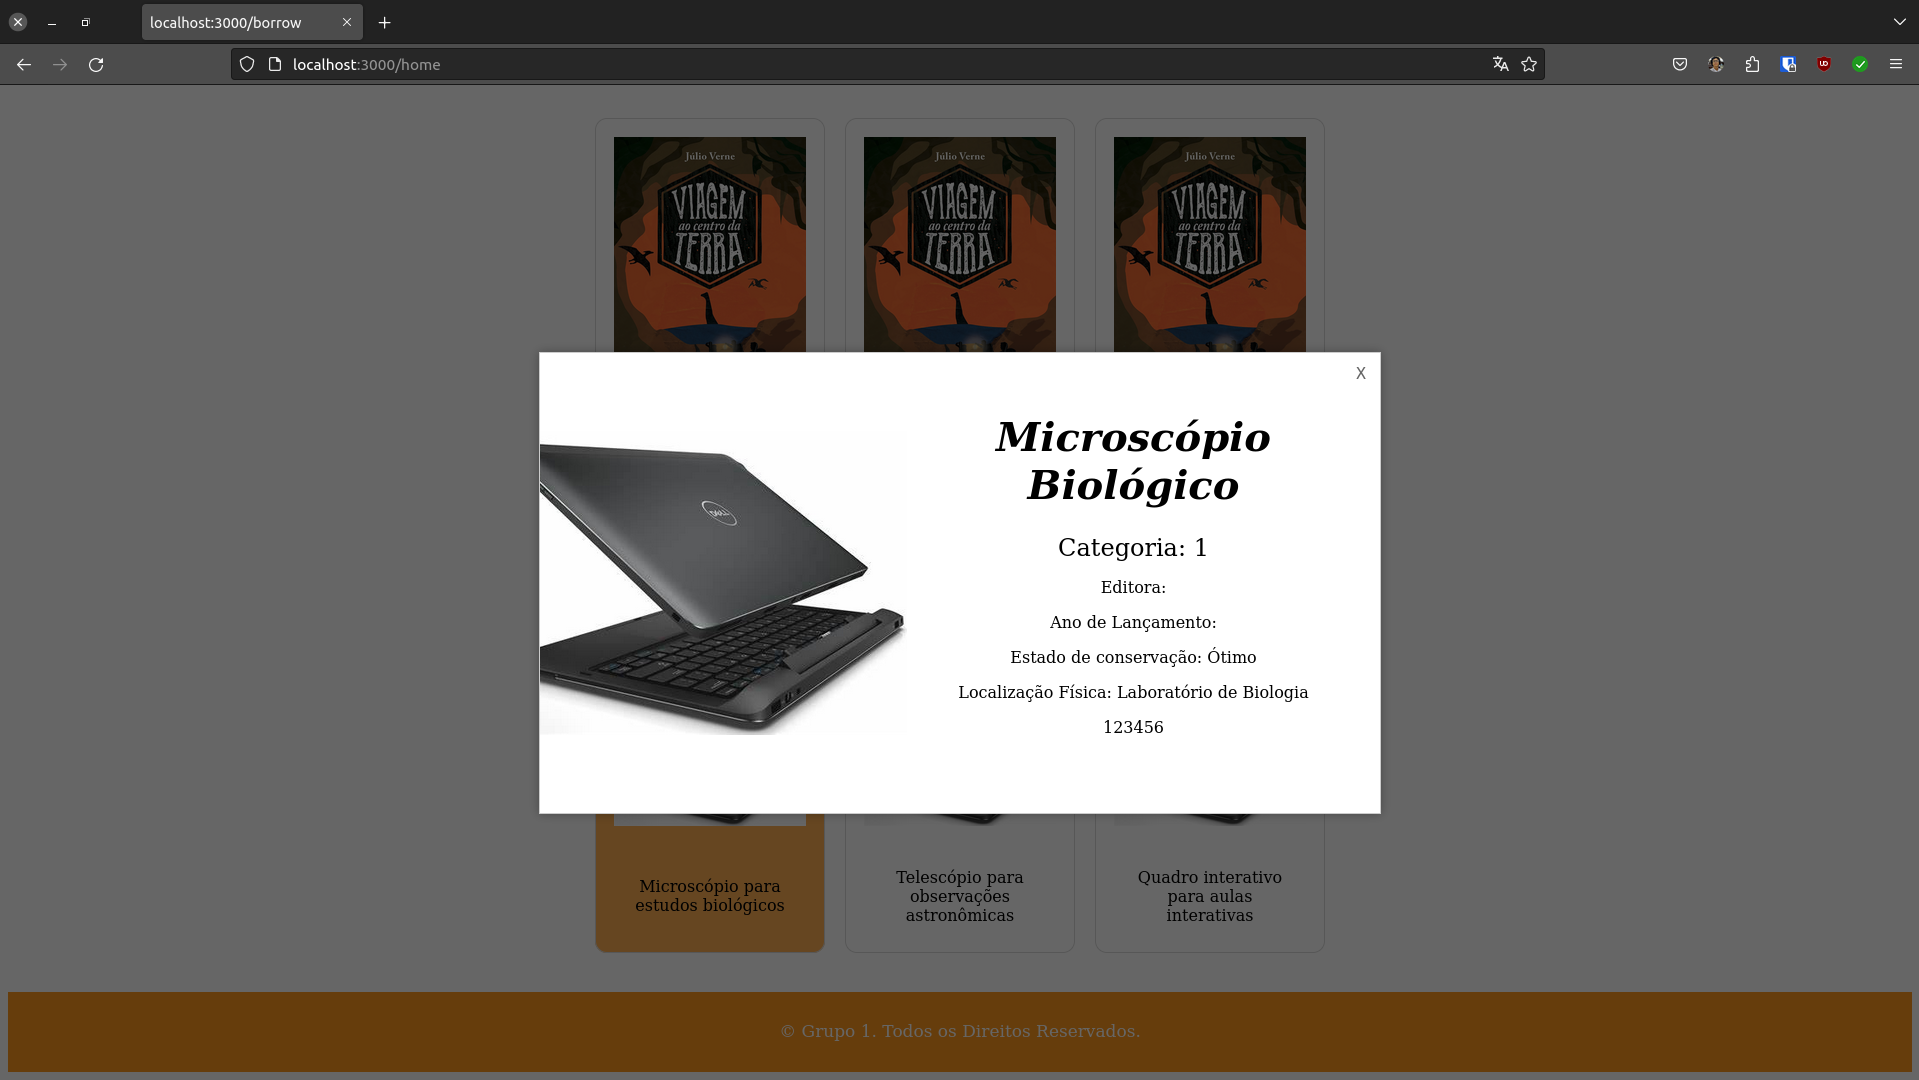 localhost:3000/borrow
localhost:3000/home
Júlio Verne
VIAGEM
ao centro da
TERRA
Júlio Verne
VIAGEM
ao centro da
TERRA
Júlio Verne
VIAGEM
ao centro da
TERRA
X
Microscópio
Biológico
DELL
Categoria: 1
Editora:
Ano de Lançamento:
Estado de conservação: Ótimo
Localização Física: Laboratório de Biologia
123456
Microscópio para
estudos biológicos
Telescópio para
observações
astronômicas
Quadro interativo
para aulas
interativas
© Grupo 1. Todos os Direitos Reservados.